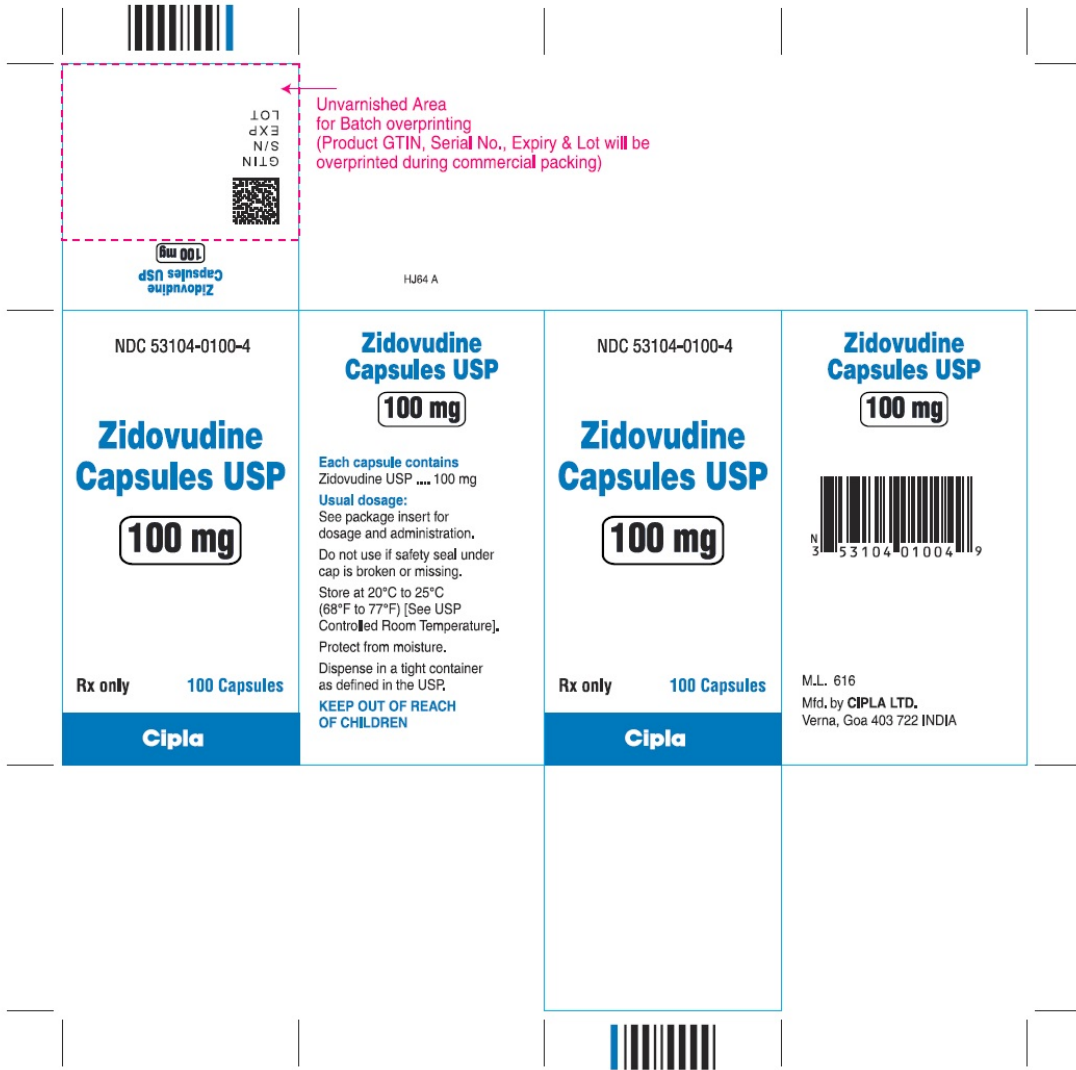 Unvarnished Area
for Batch overprinting
(Product GTIN, Serial No., Expiry & Lot will be
overprinted during commercial packing)
GTIN
S/N
EXP
LOT
Zidovudine
Capsules USP
100 mg
HJ64 A
NDC 53104-0100-4
Zidovudine
Capsules USP
100 mg
Rx only 100 Capsules
Cipla
Zidovudine
Capsules USP
100 mg
Each capsule contains
Zidovudine USP .... 100 mg
Usual dosage:
See package insert for
dosage and administration.
Do not use if safety seal under
cap is broken or missing.
Store at 20°C to 25°C
(68°F to 77°F) [See USP
Controlled Room Temperature].
Protect from moisture.
Dispense in a tight container
as defined in the USP.
KEEP OUT OF REACH
OF CHILDREN
NDC 53104-0100-4
Zidovudine
Capsules USP
100 mg
Rx only 100 Capsules
Cipla
Zidovudine
Capsules USP
100 mg
N
3 53104 01004 9
M.L. 616
Mfd. by CIPLA LTD.
Verna, Goa 403 722 INDIA